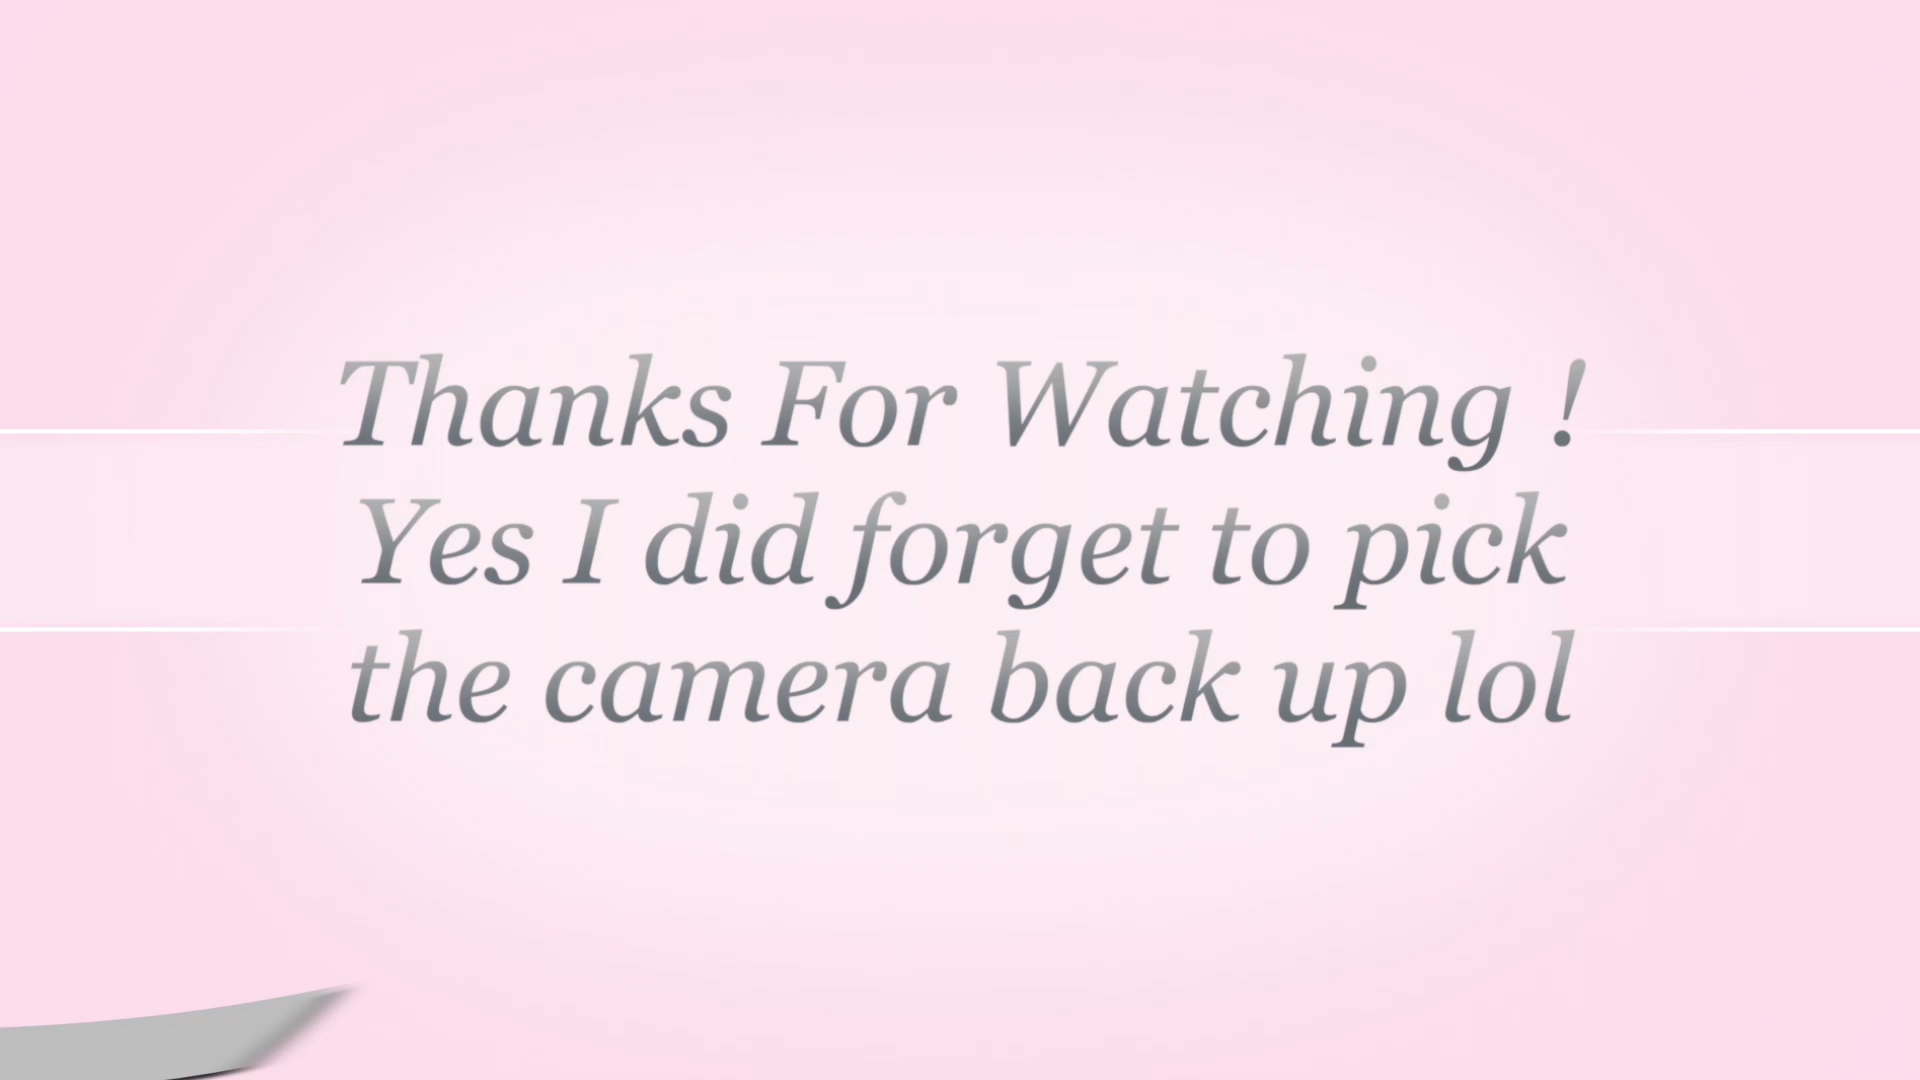 Thanks For Watching !
Yes I did forget to pick
the camera back up lol